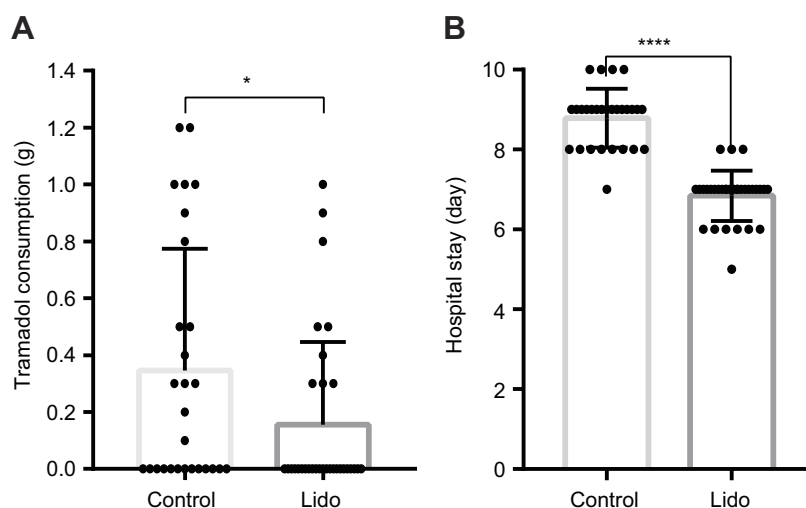 A
Tramadol consumption (g)
1.4
1.2
1.0
0.8
0.6
0.4
0.2
0.0
*
Control
Lido
B
Hospital stay (day)
10
8
6
4
2
0
****
Control
Lido